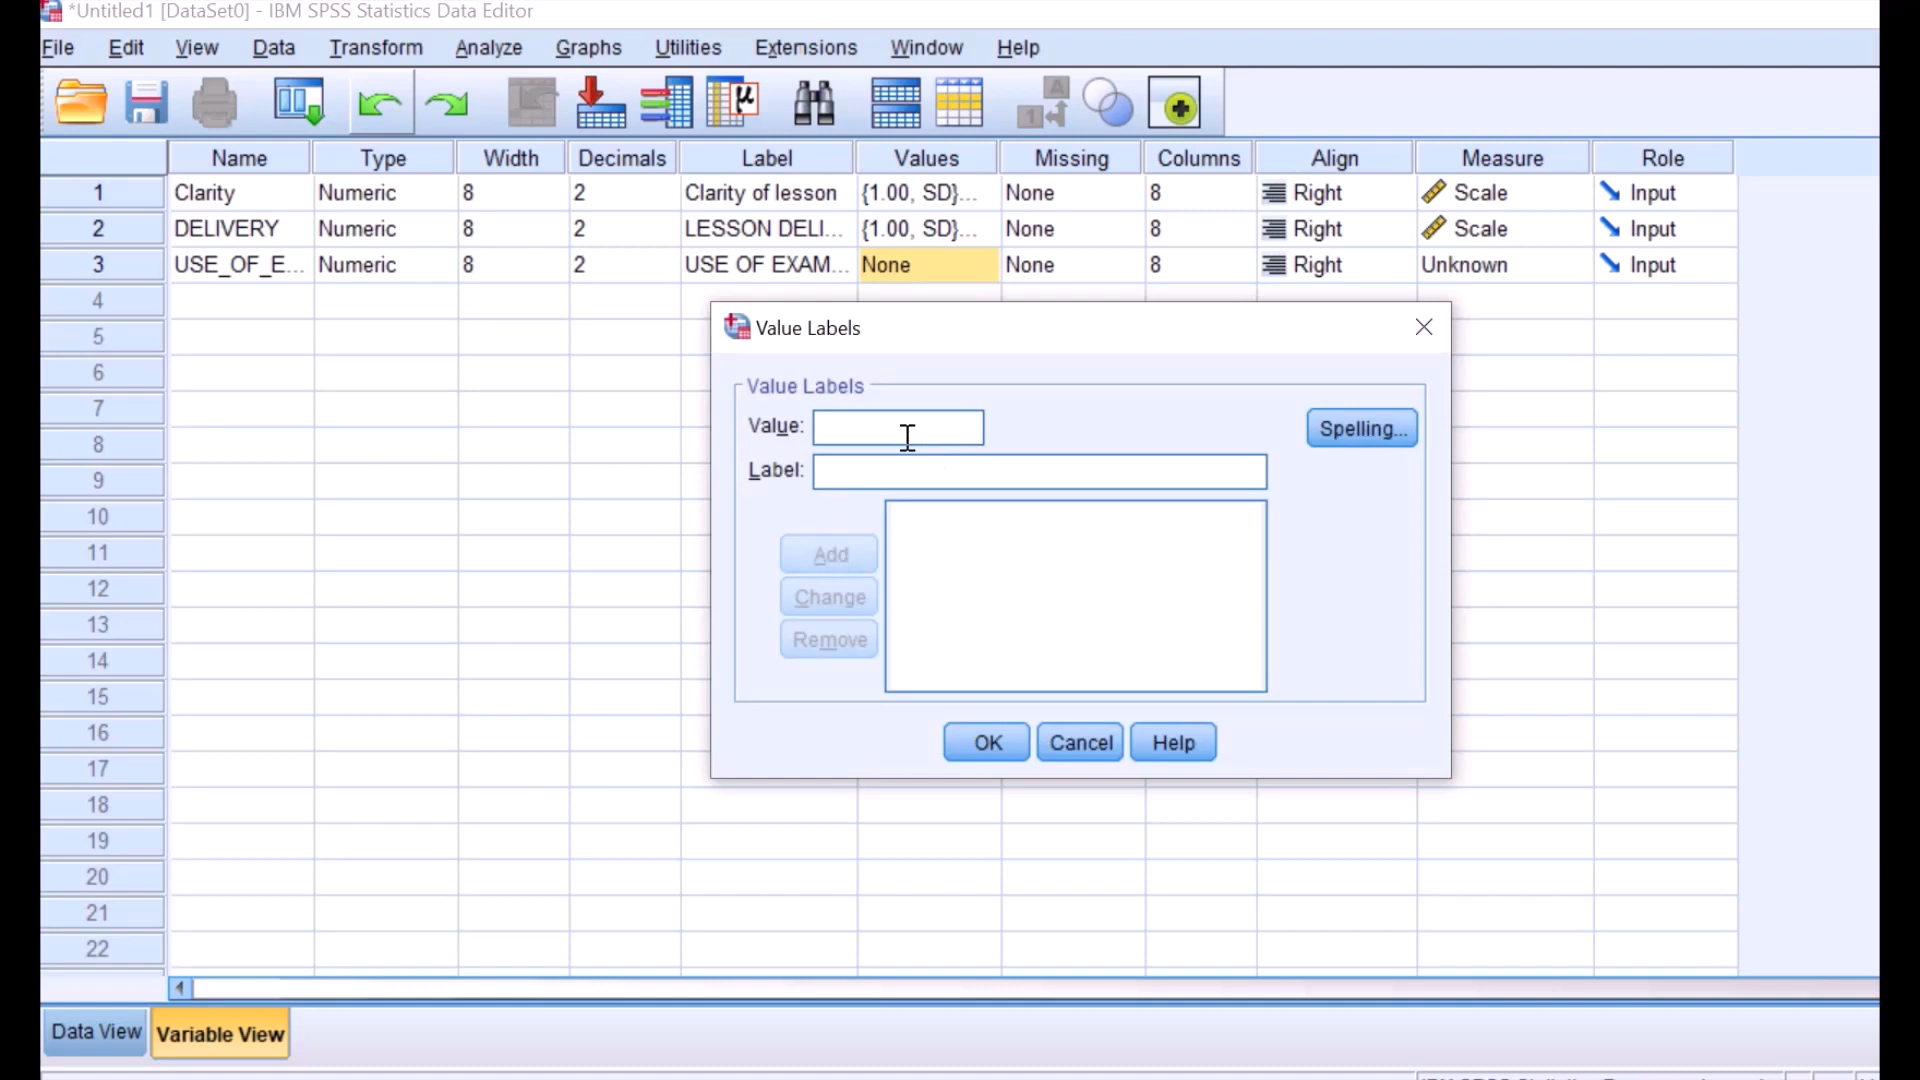 *Untitled1 [DataSet0] - IBM SPSS Statistics Data Editor
File Edit View Data Transform Analyze Graphs Utilities Extensions Window Help
Name Type Width Decimals Label Values Missing Columns Align Measure Role
1 Clarity Numeric 8 2 Clarity of lesson {1.00, SD}... None 8 Right Scale Input
2 DELIVERY Numeric 8 2 LESSON DELI... {1.00, SD}... None 8 Right Scale Input
3 USE_OF_E... Numeric 8 2 USE OF EXAM... None None 8 Right Unknown Input
4
5
6
7
8
9
10
11
12
13
14
15
16
17
18
19
20
21
22
Value Labels
Value Labels
Value:
Spelling...
Label:
Add
Change
Remove
OK Cancel Help
Data View Variable View